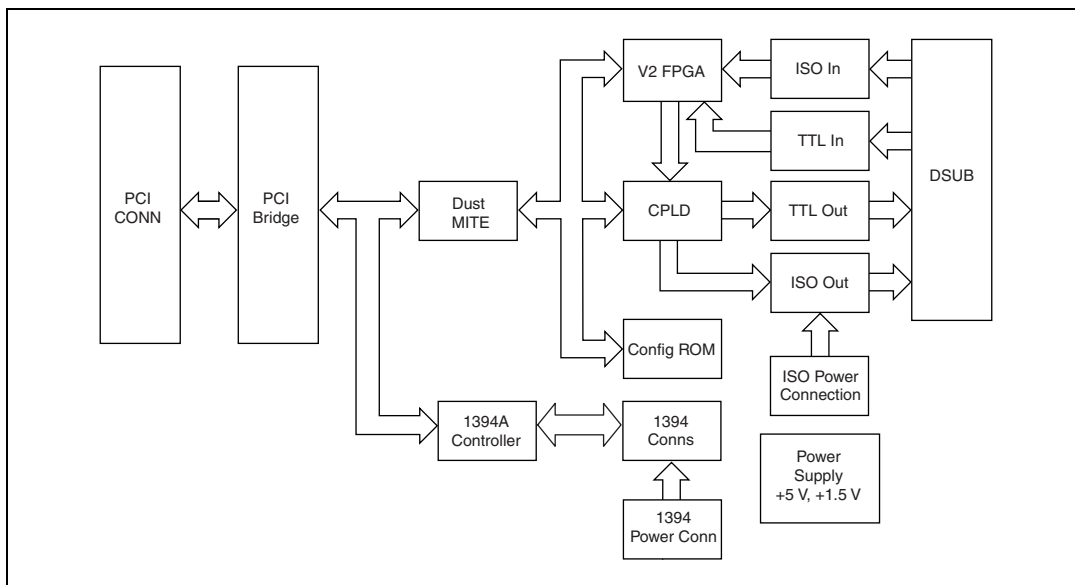 PCI
CONN
PCI
Bridge
Dust
MITE
V2 FPGA
CPLD
Config ROM
ISO In
TTL In
TTL Out
ISO Out
DSUB
ISO Power
Connection
1394A
Controller
1394
Conns
1394
Power Conn
Power
Supply
+5 V, +1.5 V